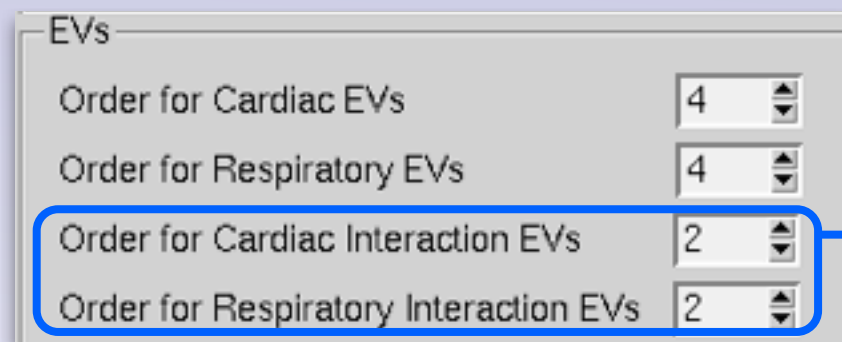 EVs
Order for Cardiac EVs 4
Order for Respiratory EVs 4
Order for Cardiac Interaction EVs 2
Order for Respiratory Interaction EVs 2